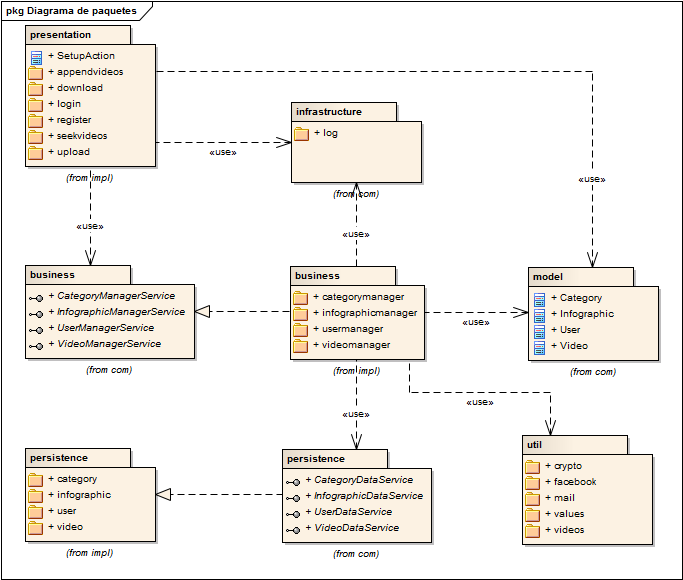 pkg Diagrama de paquetes
presentation
+ SetupAction
+ appendvideos
+ download
+ login
+ register
+ seekvideos
+ upload
(from impl)
infrastructure
+ log
(from com)
«use»
«use»
«use»
«use»
business
+ CategoryManagerService
+ InfographicManagerService
+ UserManagerService
+ VideoManagerService
(from com)
business
+ categorymanager
+ infographicmanager
+ usermanager
+ videomanager
(from impl)
«use»
model
+ Category
+ Infographic
+ User
+ Video
(from com)
«use»
«use»
persistence
+ category
+ infographic
+ user
+ video
(from impl)
persistence
+ CategoryDataService
+ InfographicDataService
+ UserDataService
+ VideoDataService
(from com)
util
+ crypto
+ facebook
+ mail
+ values
+ videos